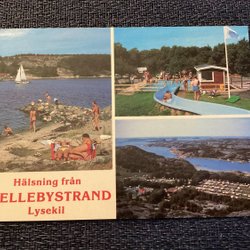 Hälsning från
ELLEBYSTRAND
Lysekil